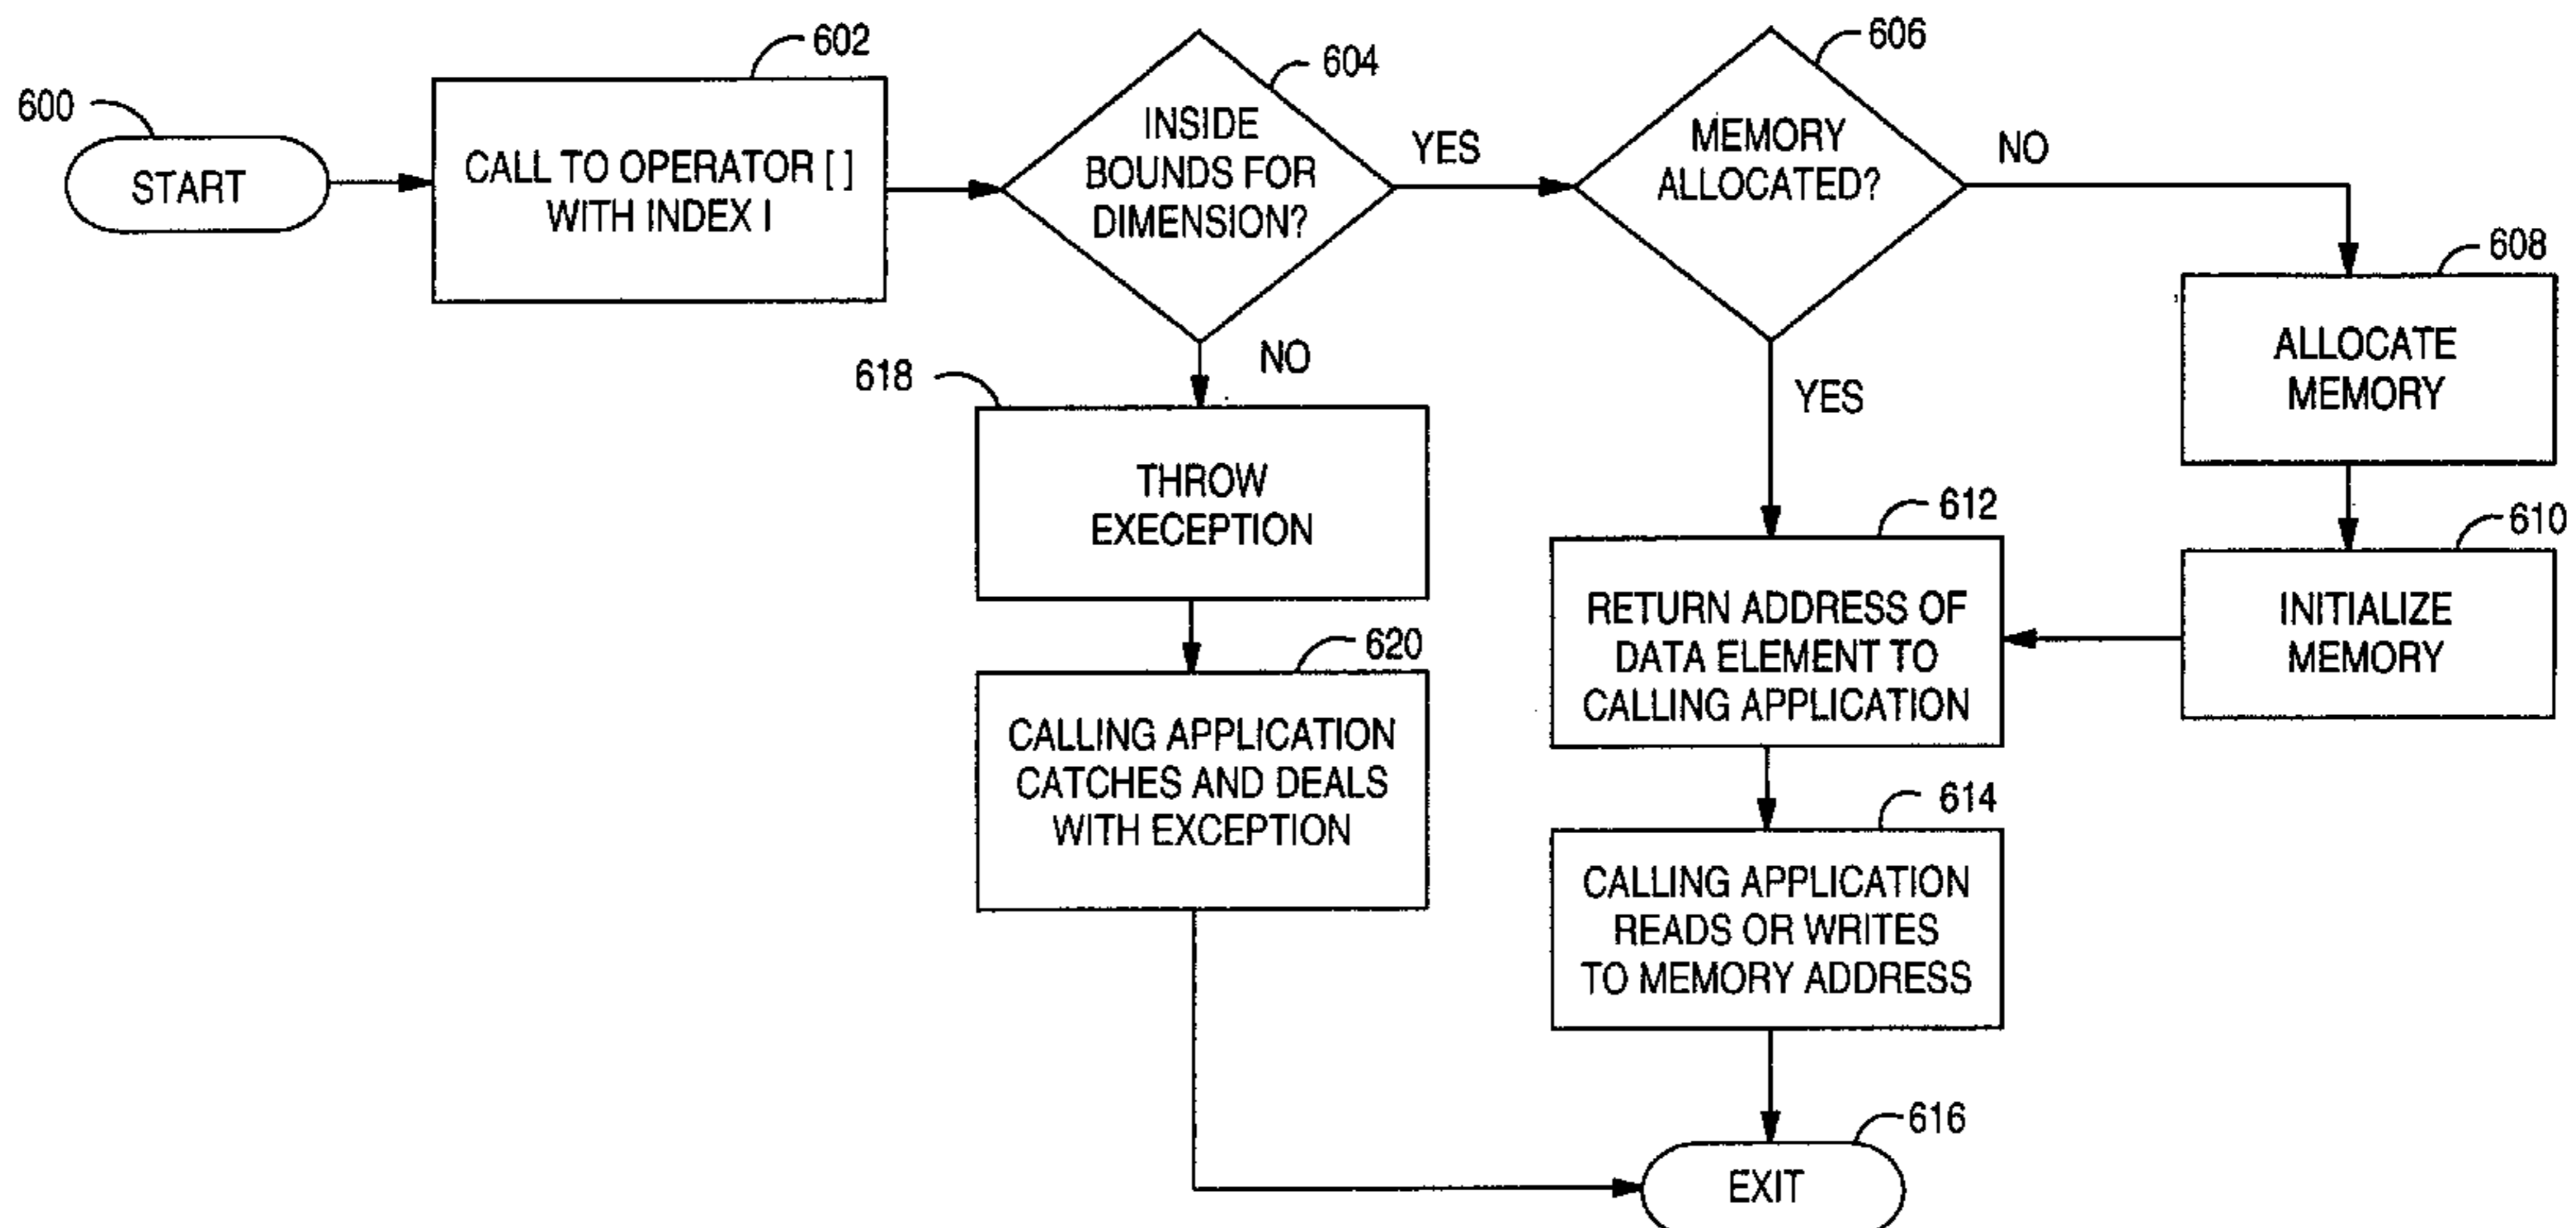 600
START
602
CALL TO OPERATOR [ ]
WITH INDEX I
604
INSIDE
BOUNDS FOR
DIMENSION?
YES
NO
606
MEMORY
ALLOCATED?
NO
YES
608
ALLOCATE
MEMORY
610
INITIALIZE
MEMORY
612
RETURN ADDRESS OF
DATA ELEMENT TO
CALLING APPLICATION
614
CALLING APPLICATION
READS OR WRITES
TO MEMORY ADDRESS
618
THROW
EXECEPTION
620
CALLING APPLICATION
CATCHES AND DEALS
WITH EXCEPTION
616
EXIT